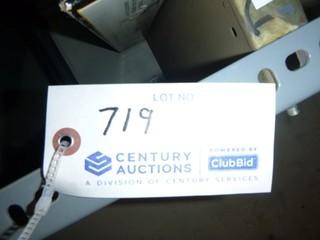 LOT NO.
719
CENTURY AUCTIONS
POWERED BY
ClubBid
A DIVISION OF CENTURY SERVICES